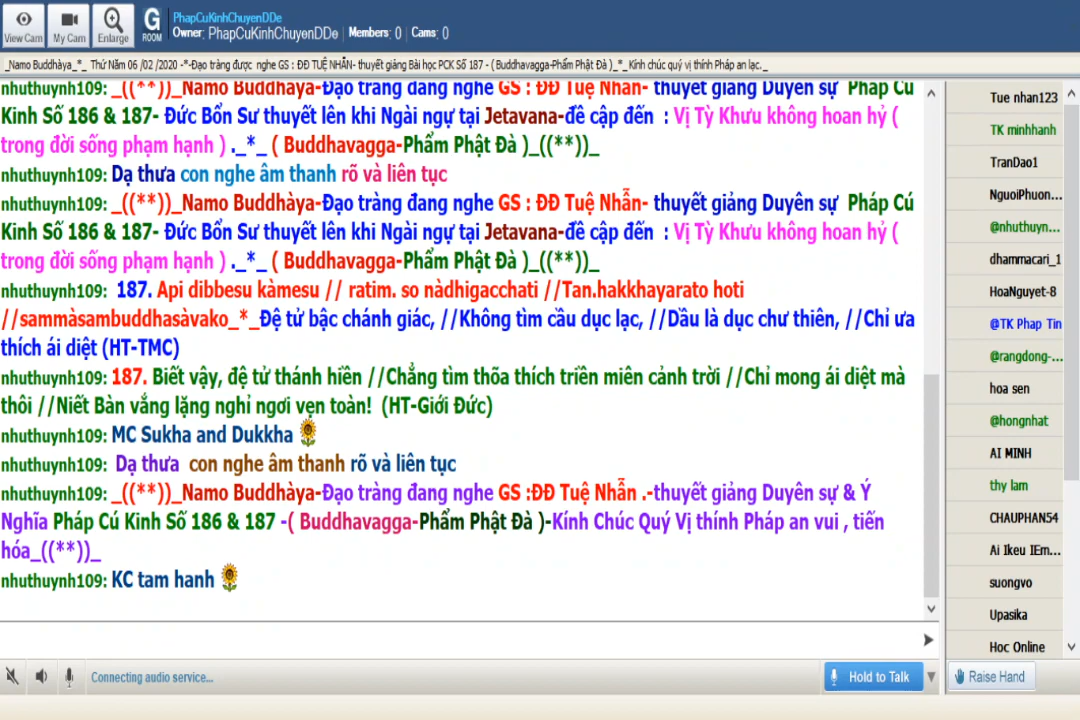 PhapCuKinhChuyenDDe
Owner: PhapCuKinhChuyenDDe Members: 0 Cams: 0
View Cam My Cam Enlarge G ROOM
_Namo Buddhàya_*_ Thứ Năm 06 /02 /2020 -*-Đạo tràng được nghe GS : ĐĐ TUỆ NHẪN- thuyết giảng Bài học PCK Số 187 - ( Buddhavagga-Phẩm Phật Đà )_*_ Kính chúc quý vị thính Pháp an lạc._
nhuthuynh109: _((**))_Namo Buddhàya-Đạo tràng đang nghe GS : ĐĐ Tuệ Nhẫn- thuyết giảng Duyên sự Pháp Cú
Kinh Số 186 & 187- Đức Bổn Sư thuyết lên khi Ngài ngự tại Jetavana-đề cập đến : Vị Tỳ Khưu không hoan hỷ (
trong đời sống phạm hạnh ) ._*_ ( Buddhavagga-Phẩm Phật Đà )_((**))_
nhuthuynh109: Dạ thưa con nghe âm thanh rõ và liên tục
nhuthuynh109: _((**))_Namo Buddhàya-Đạo tràng đang nghe GS : ĐĐ Tuệ Nhẫn- thuyết giảng Duyên sự Pháp Cú
Kinh Số 186 & 187- Đức Bổn Sư thuyết lên khi Ngài ngự tại Jetavana-đề cập đến : Vị Tỳ Khưu không hoan hỷ (
trong đời sống phạm hạnh ) ._*_ ( Buddhavagga-Phẩm Phật Đà )_((**))_
nhuthuynh109: 187. Api dibbesu kàmesu // ratim. so nàdhigacchati //Tan.hakkhayarato hoti
//sammàsambuddhasàvako_*_Đệ tử bậc chánh giác, //Không tìm cầu dục lạc, //Dầu là dục chư thiên, //Chỉ ưa
thích ái diệt (HT-TMC)
nhuthuynh109: 187. Biết vậy, đệ tử thánh hiền //Chẳng tìm thõa thích triền miên cảnh trời //Chỉ mong ái diệt mà
thôi //Niết Bàn vắng lặng nghỉ ngơi vẹn toàn! (HT-Giới Đức)
nhuthuynh109: MC Sukha and Dukkha 🌻
nhuthuynh109: Dạ thưa con nghe âm thanh rõ và liên tục
nhuthuynh109: _((**))_Namo Buddhàya-Đạo tràng đang nghe GS :ĐĐ Tuệ Nhẫn .-thuyết giảng Duyên sự & Ý
Nghĩa Pháp Cú Kinh Số 186 & 187 -( Buddhavagga-Phẩm Phật Đà )-Kính Chúc Quý Vị thính Pháp an vui , tiến
hóa_((**))_
nhuthuynh109: KC tam hanh 🌻
Tue nhan123
TK minhhanh
TranDao1
NguoiPhuon...
@nhuthuyn...
dhammacari_1
HoaNguyet-8
@TK Phap Tin
@rangdong-...
hoa sen
@hongnhat
AI MINH
thy lam
CHAUPHAN54
Ai Ikeu IEm...
suongvo
Upasika
Hoc Online
Connecting audio service...
Hold to Talk
Raise Hand